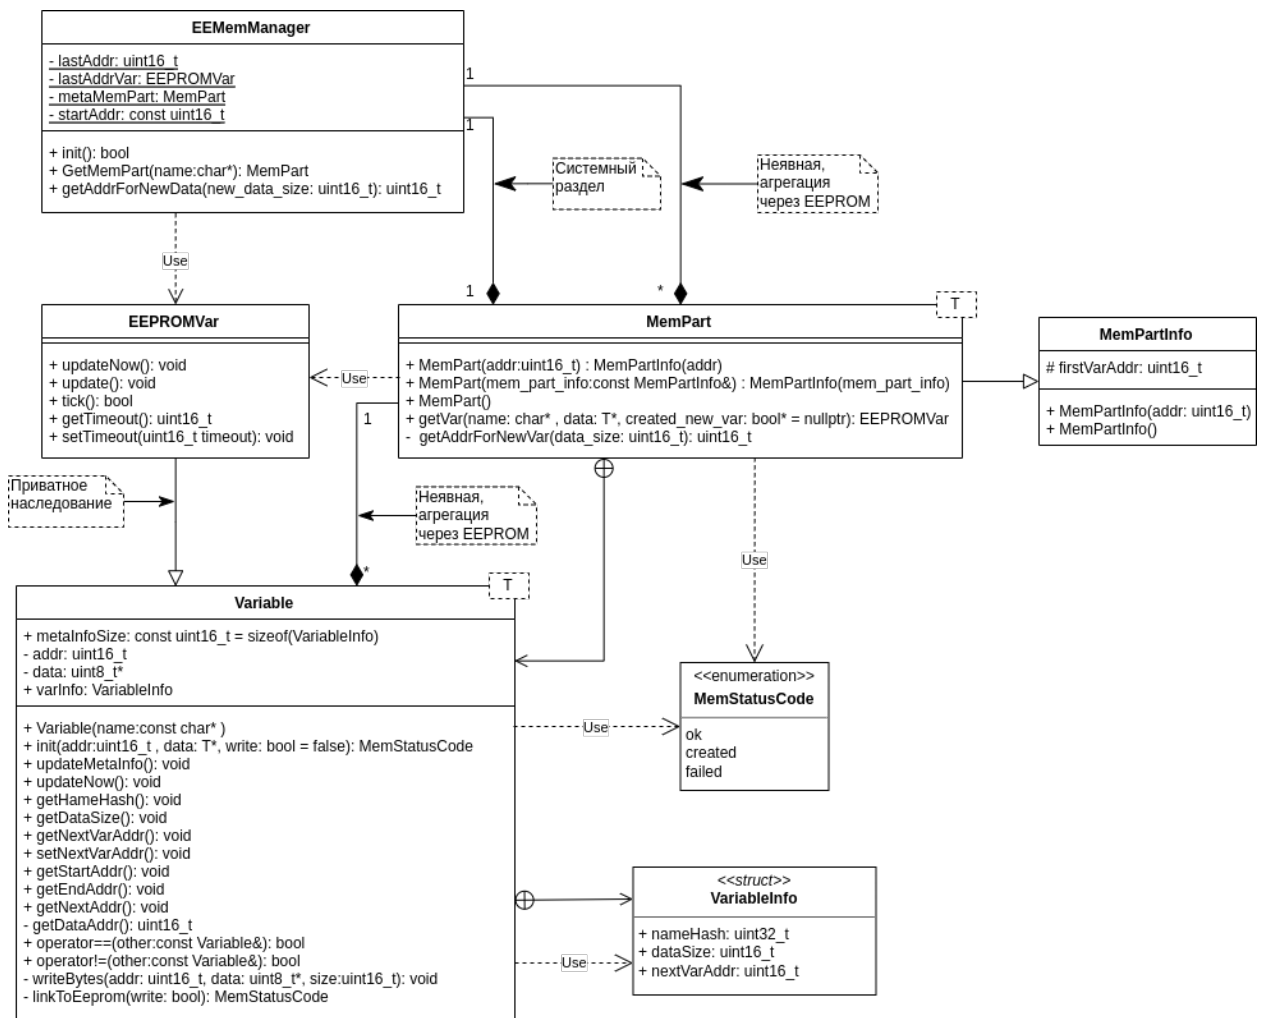 EEMemManager
- lastAddr: uint16_t
- lastAddrVar: EEPROMVar
- metaMemPart: MemPart
- startAddr: const uint16_t
+ init(): bool
+ GetMemPart(name:char*): MemPart
+ getAddrForNewData(new_data_size: uint16_t): uint16_t
1
1
Системный
раздел
Неявная,
агрегация
через EEPROM
Use
1
*
EEPROMVar
+ updateNow(): void
+ update(): void
+ tick(): bool
+ getTimeout(): uint16_t
+ setTimeout(uint16_t timeout): void
Use
T
MemPart
+ MemPart(addr:uint16_t) : MemPartInfo(addr)
+ MemPart(mem_part_info:const MemPartInfo&) : MemPartInfo(mem_part_info)
+ MemPart()
+ getVar(name: char* , data: T*, created_new_var: bool* = nullptr): EEPROMVar
- getAddrForNewVar(data_size: uint16_t): uint16_t
MemPartInfo
# firstVarAddr: uint16_t
+ MemPartInfo(addr: uint16_t)
+ MemPartInfo()
1
Приватное
наследование
Неявная,
агрегация
через EEPROM
Use
*
T
Variable
+ metaInfoSize: const uint16_t = sizeof(VariableInfo)
- addr: uint16_t
- data: uint8_t*
+ varInfo: VariableInfo
+ Variable(name:const char* )
+ init(addr:uint16_t , data: T*, write: bool = false): MemStatusCode
+ updateMetaInfo(): void
+ updateNow(): void
+ getHameHash(): void
+ getDataSize(): void
+ getNextVarAddr(): void
+ setNextVarAddr(): void
+ getStartAddr(): void
+ getEndAddr(): void
+ getNextAddr(): void
- getDataAddr(): uint16_t
+ operator==(other:const Variable&): bool
+ operator!=(other:const Variable&): bool
- writeBytes(addr: uint16_t, data: uint8_t*, size:uint16_t): void
- linkToEeprom(write: bool): MemStatusCode
Use
<<enumeration>>
MemStatusCode
ok
created
failed
<<struct>>
VariableInfo
+ nameHash: uint32_t
+ dataSize: uint16_t
+ nextVarAddr: uint16_t
Use